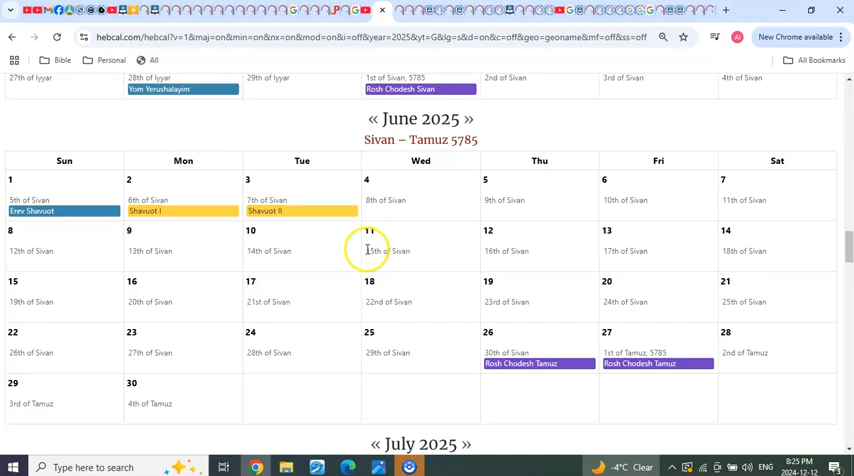 hebcal.com/hebcal?v=1&maj=on&min=on&nx=on&mod=on&i=off&year=2025&yt=G&lg=s&d=on&c=off&geo=geoname&mf=off&ss=off
AI
New Chrome available
Bible
Personal
All
All Bookmarks
27th of Iyyar
28th of Iyyar
29th of Iyyar
1st of Sivan, 5785
2nd of Sivan
3rd of Sivan
4th of Sivan
Yom Yerushalayim
Rosh Chodesh Sivan
« June 2025 »
Sivan – Tamuz 5785
Sun Mon Tue Wed Thu Fri Sat
1 2 3 4 5 6 7
5th of Sivan 6th of Sivan 7th of Sivan 8th of Sivan 9th of Sivan 10th of Sivan 11th of Sivan
Erev Shavuot Shavuot I Shavuot II
8 9 10 11 12 13 14
12th of Sivan 13th of Sivan 14th of Sivan 15th of Sivan 16th of Sivan 17th of Sivan 18th of Sivan
15 16 17 18 19 20 21
19th of Sivan 20th of Sivan 21st of Sivan 22nd of Sivan 23rd of Sivan 24th of Sivan 25th of Sivan
22 23 24 25 26 27 28
26th of Sivan 27th of Sivan 28th of Sivan 29th of Sivan 30th of Sivan 1st of Tamuz, 5785 2nd of Tamuz
Rosh Chodesh Tamuz Rosh Chodesh Tamuz
29 30
3rd of Tamuz 4th of Tamuz
« July 2025 »
Type here to search
-4°C Clear
ENG
8:25 PM
2024-12-12
3